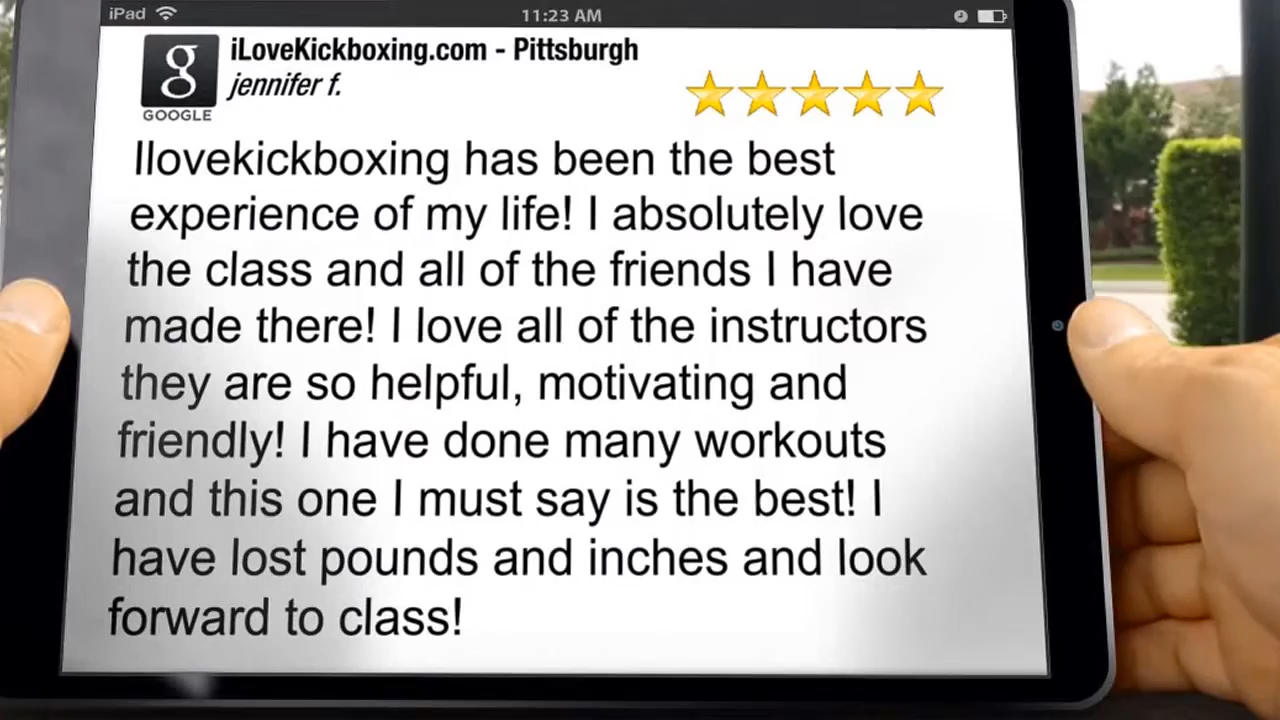 iPad 11:23 AM
iLoveKickboxing.com - Pittsburgh
jennifer f.
g
GOOGLE
Ilovekickboxing has been the best
experience of my life! I absolutely love
the class and all of the friends I have
made there! I love all of the instructors
they are so helpful, motivating and
friendly! I have done many workouts
and this one I must say is the best! I
have lost pounds and inches and look
forward to class!